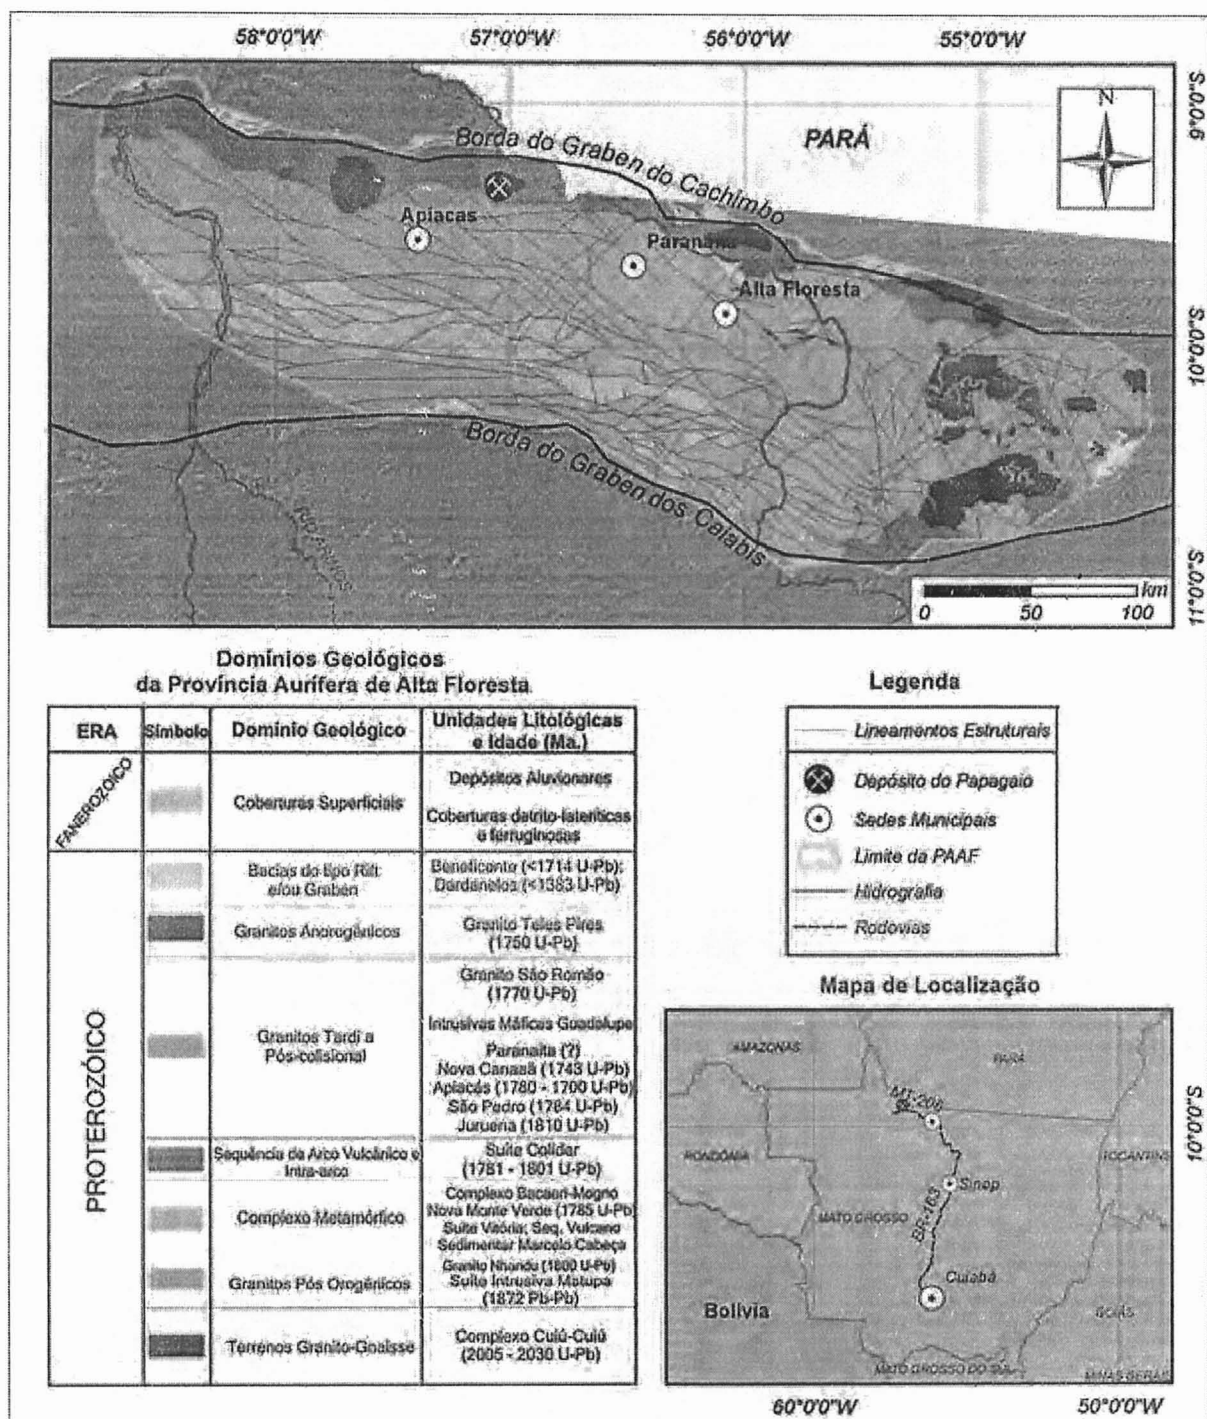 58°0'0"W 57°0'0"W 56°0'0"W 55°0'0"W
9°0'0"S
10°0'0"S
11°0'0"S
N
PARÁ
Borda do Graben do Cachimbo
Apiacas
Paranaita
Alta Floresta
Borda do Graben dos Caiabis
RIO ARINOS
km
0 50 100
Domínios Geológicos
da Província Aurífera de Alta Floresta
ERA Símbolo Domínio Geológico Unidades Litológicas
e Idade (Ma.)
FANEROZÓICO
Coberturas Superficiais
Depósitos Aluvionares
Coberturas detrito-lateríticas
e ferruginosas
PROTEROZÓICO
Bacias do tipo Rift
e/ou Graben
Beneficente (<1714 U-Pb);
Dardanelos (<1383 U-Pb)
Granitos Anorogênicos
Granito Teles Pires
(1750 U-Pb)
Granitos Tardi a
Pós-colisional
Granito São Romão
(1770 U-Pb)
Intrusivas Máficas Guadalupe
Paranaíta (?)
Nova Canaã (1743 U-Pb)
Apiacás (1780 - 1700 U-Pb)
São Pedro (1784 U-Pb)
Juruena (1810 U-Pb)
Sequência de Arco Vulcânico e
Intra-arco
Suíte Colíder
(1781 - 1801 U-Pb)
Complexo Metamórfico
Complexo Bacaeri-Mogno
Nova Monte Verde (1785 U-Pb)
Suíte Vitória; Seq. Vulcano
Sedimentar Marcelo Cabeça
Granitos Pós Orogênicos
Granito Nhandu (1800 U-Pb)
Suíte Intrusiva Matupá
(1872 Pb-Pb)
Terrenos Granito-Gnaisse
Complexo Cuiú-Cuiú
(2005 - 2030 U-Pb)
Legenda
Lineamentos Estruturais
Depósito do Papagaio
Sedes Municipais
Limite da PAAF
Hidrografia
Rodovias
Mapa de Localização
AMAZONAS
PARÁ
MT-206
RONDÔNIA
TOCANTINS
Sinop
MATO GROSSO
BR-163
Cuiabá
Bolívia
GOIÁS
MATO GROSSO DO SUL
MINAS GERAIS
10°0'0"S
60°0'0"W 50°0'0"W